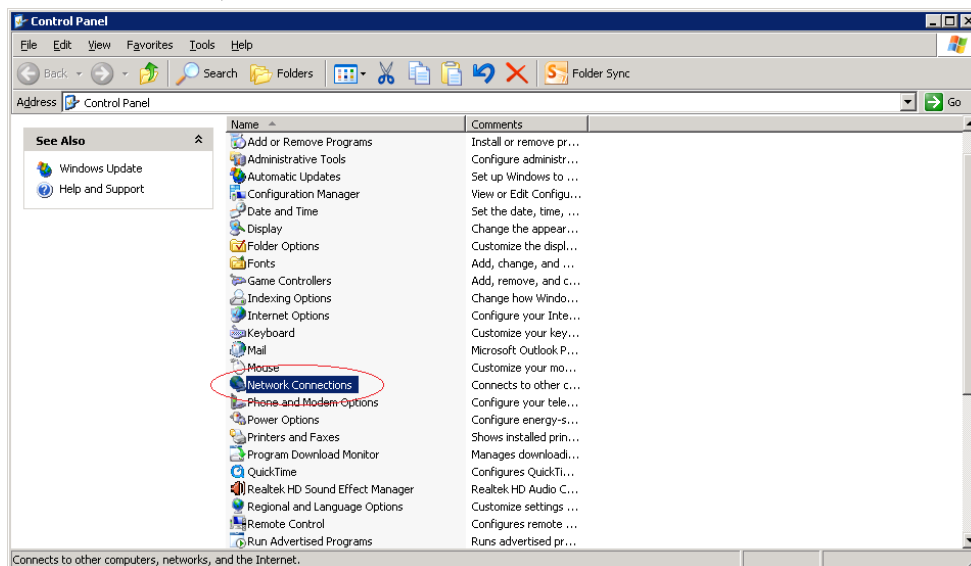 Control Panel
File Edit View Favorites Tools Help
Back Search Folders Folder Sync
Address Control Panel Go
Name Comments
See Also
Windows Update
Help and Support
Add or Remove Programs Install or remove pr...
Administrative Tools Configure administr...
Automatic Updates Set up Windows to ...
Configuration Manager View or Edit Configu...
Date and Time Set the date, time, ...
Display Change the appear...
Folder Options Customize the displ...
Fonts Add, change, and ...
Game Controllers Add, remove, and c...
Indexing Options Change how Windo...
Internet Options Configure your Inte...
Keyboard Customize your key...
Mail Microsoft Outlook P...
Mouse Customize your mo...
Network Connections Connects to other c...
Phone and Modem Options Configure your tele...
Power Options Configure energy-s...
Printers and Faxes Shows installed prin...
Program Download Monitor Manages downloadi...
QuickTime Configures QuickTi...
Realtek HD Sound Effect Manager Realtek HD Audio C...
Regional and Language Options Customize settings ...
Remote Control Configures remote ...
Run Advertised Programs Runs advertised pr...
Connects to other computers, networks, and the Internet.